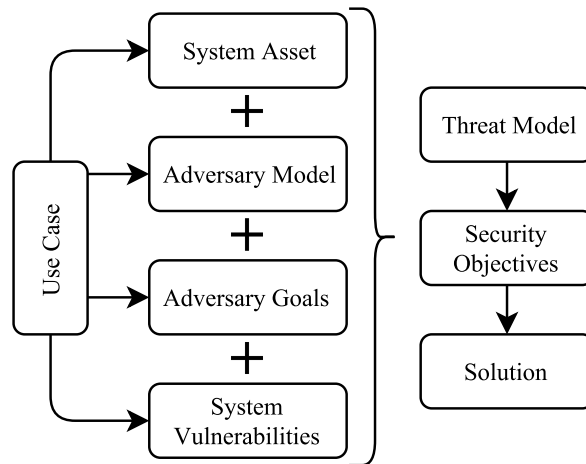 Use Case
System Asset
+
Adversary Model
+
Adversary Goals
+
System
Vulnerabilities
Threat Model
Security
Objectives
Solution